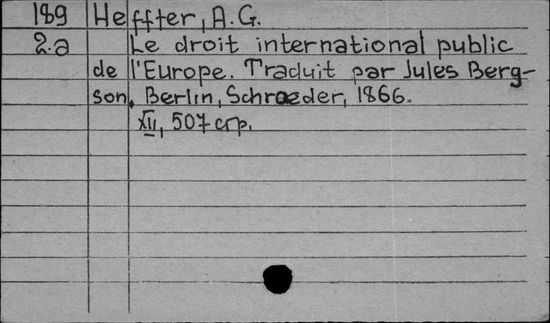 189 Heffter, A.G.
2.a Le droit international public
de l'Europe. Traduit par Jules Berg-
son, Berlin, Schroeder, 1866.
XII, 507 стр.